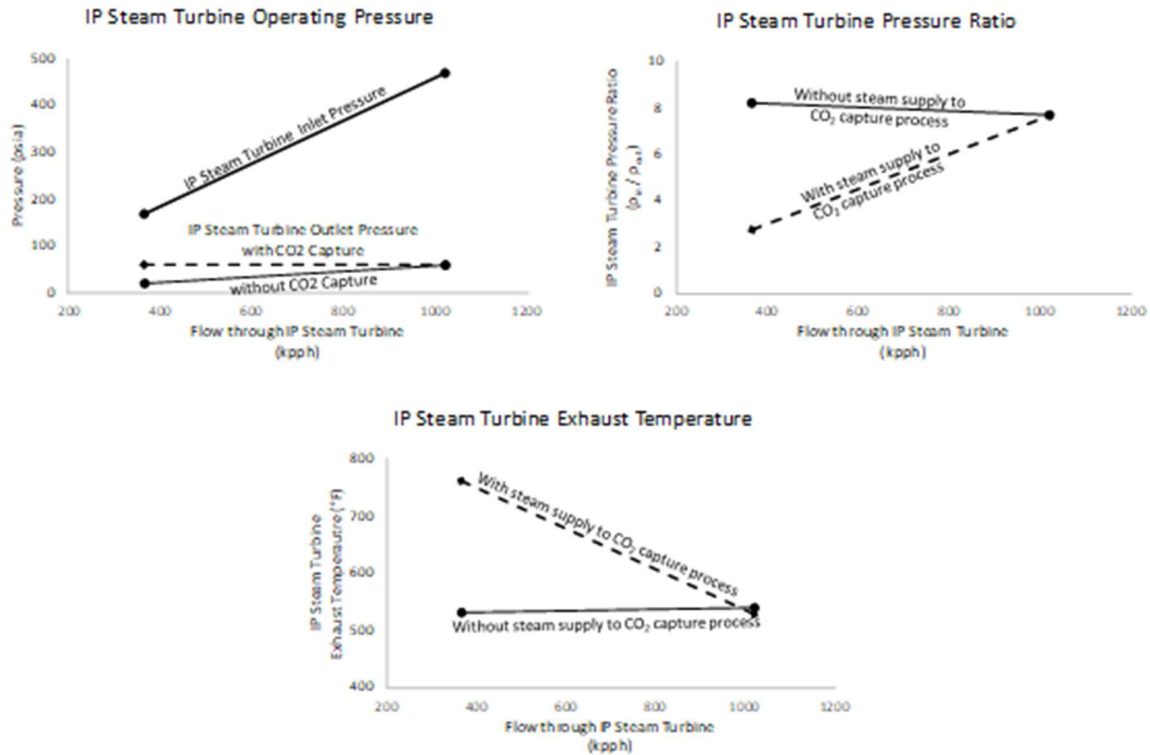 IP Steam Turbine Operating Pressure
Pressure (psia)
500
400
300
200
100
0
IP Steam Turbine Inlet Pressure
IP Steam Turbine Outlet Pressure
with CO2 Capture
without CO2 Capture
200 400 600 800 1000 1200
Flow through IP Steam Turbine
(kpph)
IP Steam Turbine Pressure Ratio
IP Steam Turbine Pressure Ratio
10
8
6
4
2
0
Without steam supply to
CO₂ capture process
With steam supply to
CO₂ capture process
200 400 600 800 1000 1200
Flow through IP Steam Turbine
(kpph)
IP Steam Turbine Exhaust Temperature
IP Steam Turbine
Exhaust Temperautre (°F)
800
700
600
500
400
With steam supply to CO₂ capture process
Without steam supply to CO₂ capture process
200 400 600 800 1000 1200
Flow through IP Steam Turbine
(kpph)